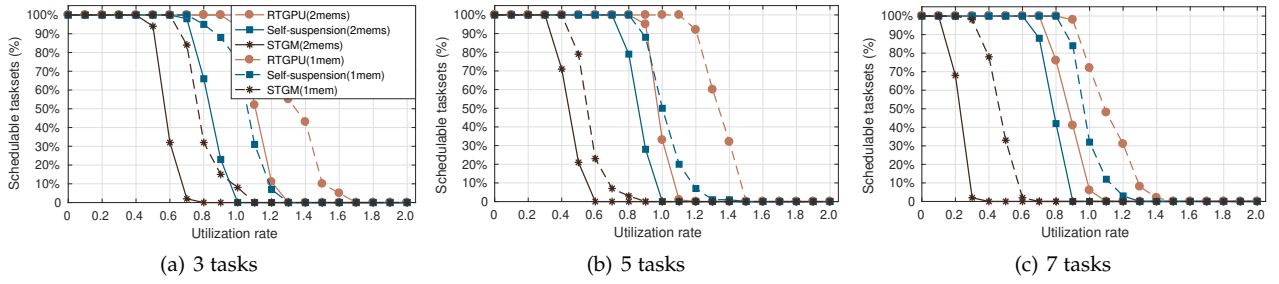 Schedulable tasksets (%)
100%
90%
80%
70%
60%
50%
40%
30%
20%
10%
0
0 0.2 0.4 0.6 0.8 1.0 1.2 1.4 1.6 1.8 2.0
Utilization rate
RTGPU(2mems)
Self-suspension(2mems)
STGM(2mems)
RTGPU(1mem)
Self-suspension(1mem)
STGM(1mem)
(a) 3 tasks
Schedulable tasksets (%)
100%
90%
80%
70%
60%
50%
40%
30%
20%
10%
0
0 0.2 0.4 0.6 0.8 1.0 1.2 1.4 1.6 1.8 2.0
Utilization rate
(b) 5 tasks
Schedulable tasksets (%)
100%
90%
80%
70%
60%
50%
40%
30%
20%
10%
0
0 0.2 0.4 0.6 0.8 1.0 1.2 1.4 1.6 1.8 2.0
Utilization rate
(c) 7 tasks